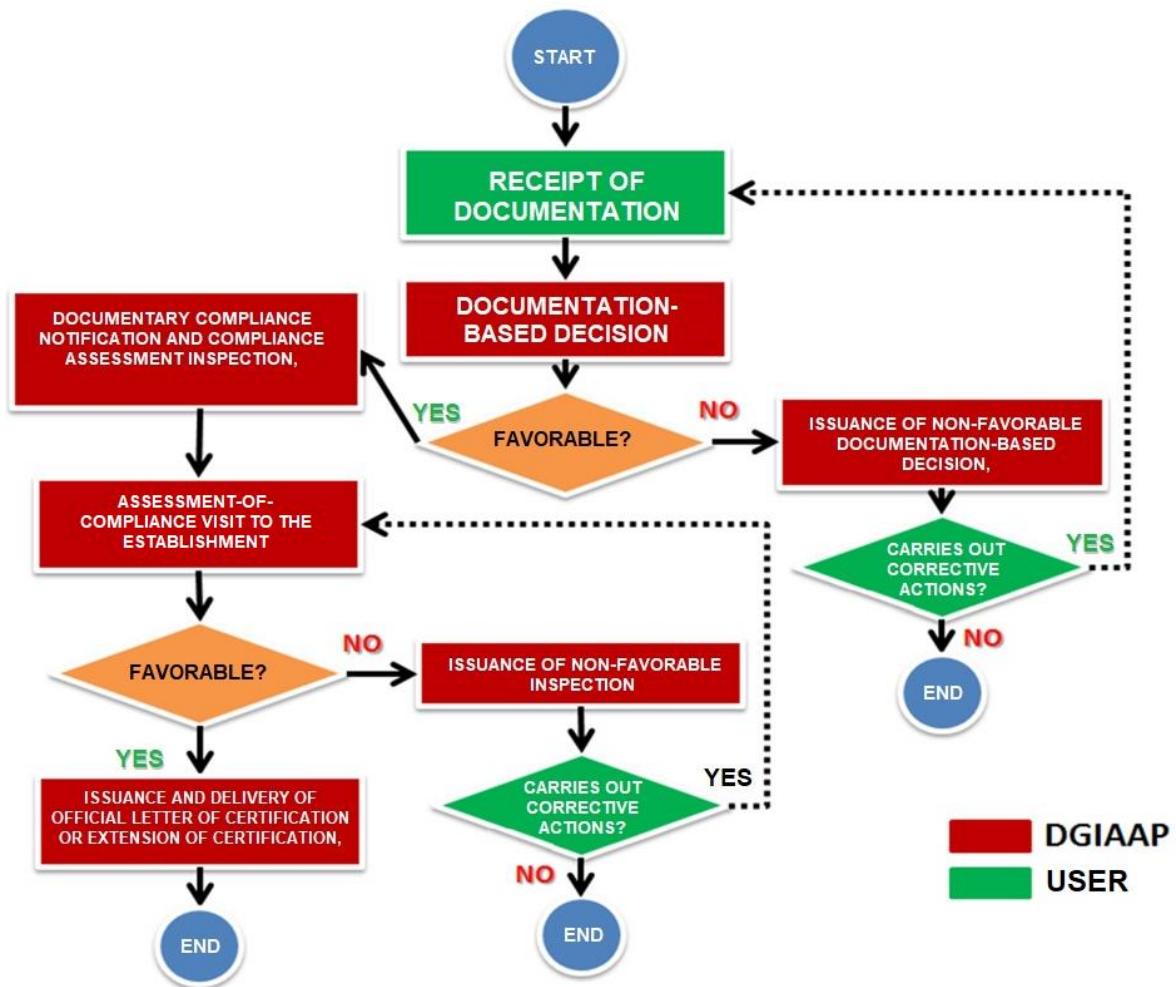 START
RECEIPT OF
DOCUMENTATION
DOCUMENTATION-
BASED DECISION
DOCUMENTARY COMPLIANCE
NOTIFICATION AND COMPLIANCE
ASSESSMENT INSPECTION,
YES
FAVORABLE?
NO
ISSUANCE OF NON-FAVORABLE
DOCUMENTATION-BASED
DECISION,
ASSESSMENT-OF-
COMPLIANCE VISIT TO THE
ESTABLISHMENT
CARRIES OUT
CORRECTIVE
ACTIONS?
YES
NO
END
FAVORABLE?
NO
ISSUANCE OF NON-FAVORABLE
INSPECTION
YES
ISSUANCE AND DELIVERY OF
OFFICIAL LETTER OF CERTIFICATION
OR EXTENSION OF CERTIFICATION,
CARRIES OUT
CORRECTIVE
ACTIONS?
YES
NO
END
END
DGIAAP
USER